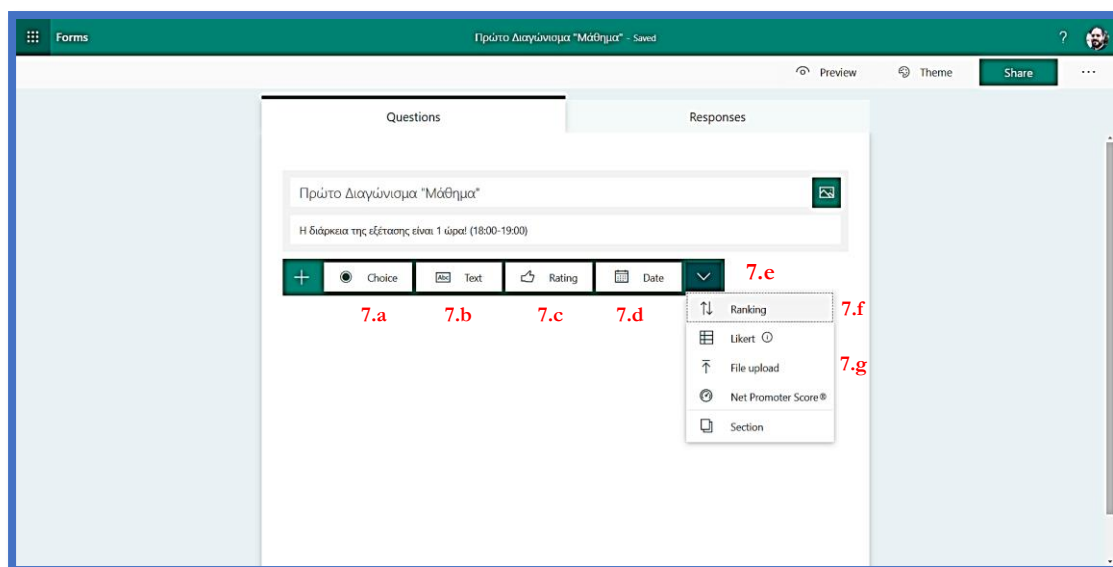 Forms
Πρώτο Διαγώνισμα "Μάθημα" - Saved
?
Preview
Theme
Share
...
Questions
Responses
Πρώτο Διαγώνισμα "Μάθημα"
Η διάρκεια της εξέτασης είναι 1 ώρα! (18:00-19:00)
+
Choice
Abc Text
Rating
Date
7.e
7.a
7.b
7.c
7.d
Ranking
7.f
Likert
File upload
7.g
Net Promoter Score®
Section